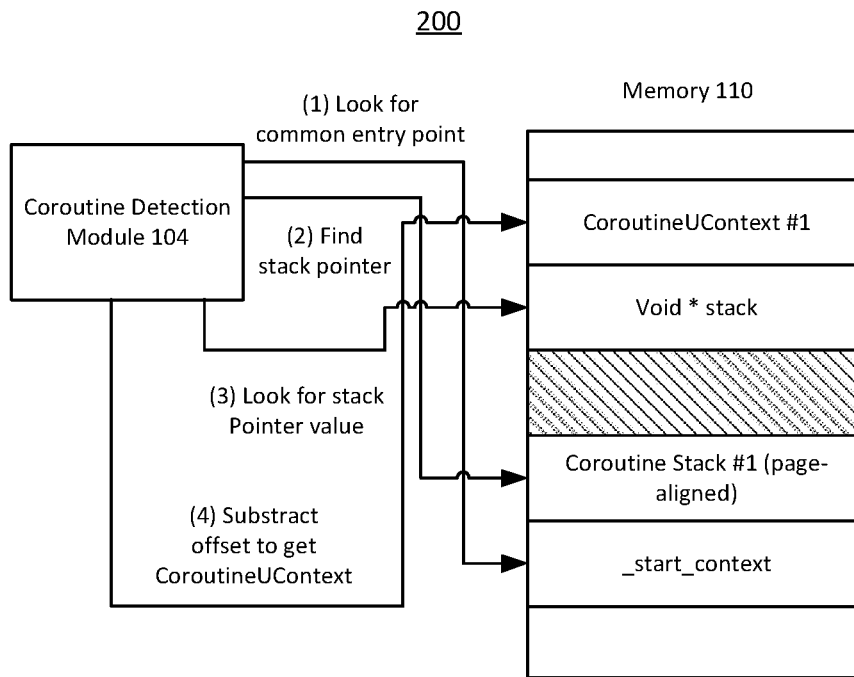 200
(1) Look for
common entry point
Memory 110
Coroutine Detection
Module 104
(2) Find
stack pointer
CoroutineUContext #1
Void * stack
(3) Look for stack
Pointer value
Coroutine Stack #1 (page-
aligned)
(4) Substract
offset to get
CoroutineUContext
_start_context